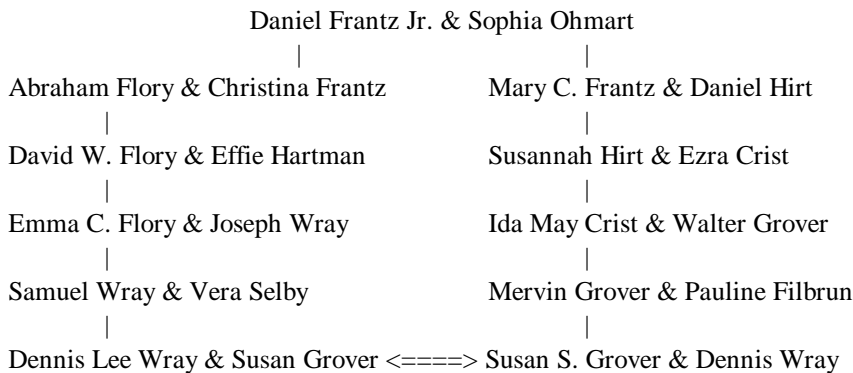 Daniel Frantz Jr. & Sophia Ohmart
| |
Abraham Flory & Christina Frantz Mary C. Frantz & Daniel Hirt
| |
David W. Flory & Effie Hartman Susannah Hirt & Ezra Crist
| |
Emma C. Flory & Joseph Wray Ida May Crist & Walter Grover
| |
Samuel Wray & Vera Selby Mervin Grover & Pauline Filbrun
| |
Dennis Lee Wray & Susan Grover <====> Susan S. Grover & Dennis Wray